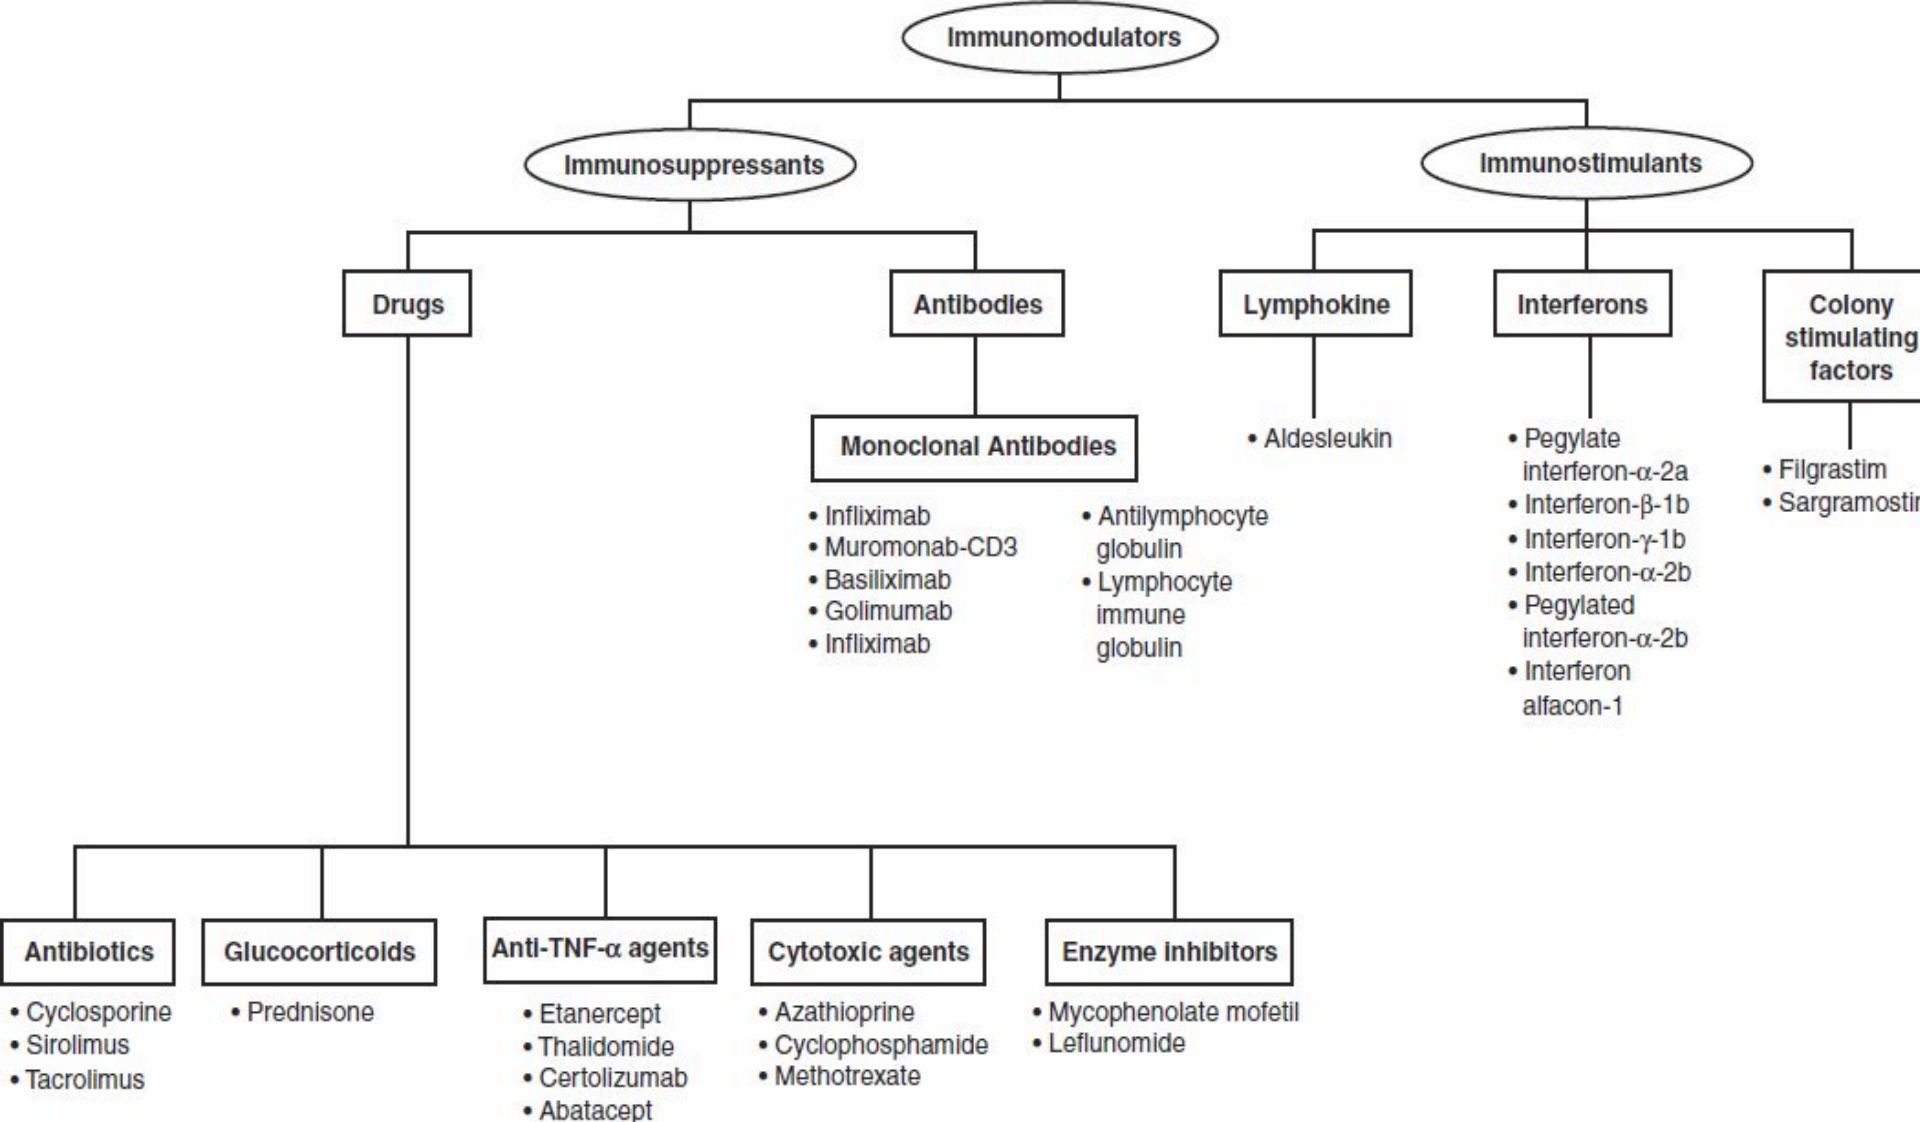 Immunomodulators
Immunosuppressants
Immunostimulants
Drugs
Antibodies
Lymphokine
Interferons
Colony
stimulating
factors
Monoclonal Antibodies
• Infliximab
• Muromonab-CD3
• Basiliximab
• Golimumab
• Infliximab
• Antilymphocyte
globulin
• Lymphocyte
immune
globulin
• Aldesleukin
• Pegylate
interferon-α-2a
• Interferon-β-1b
• Interferon-γ-1b
• Interferon-α-2b
• Pegylated
interferon-α-2b
• Interferon
alfacon-1
• Filgrastim
Antibiotics
• Cyclosporine
• Sirolimus
• Tacrolimus
Glucocorticoids
• Prednisone
Anti-TNF-α agents
• Etanercept
• Thalidomide
• Certolizumab
• Abatacept
Cytotoxic agents
• Azathioprine
• Cyclophosphamide
• Methotrexate
Enzyme inhibitors
• Mycophenolate mofetil
• Leflunomide